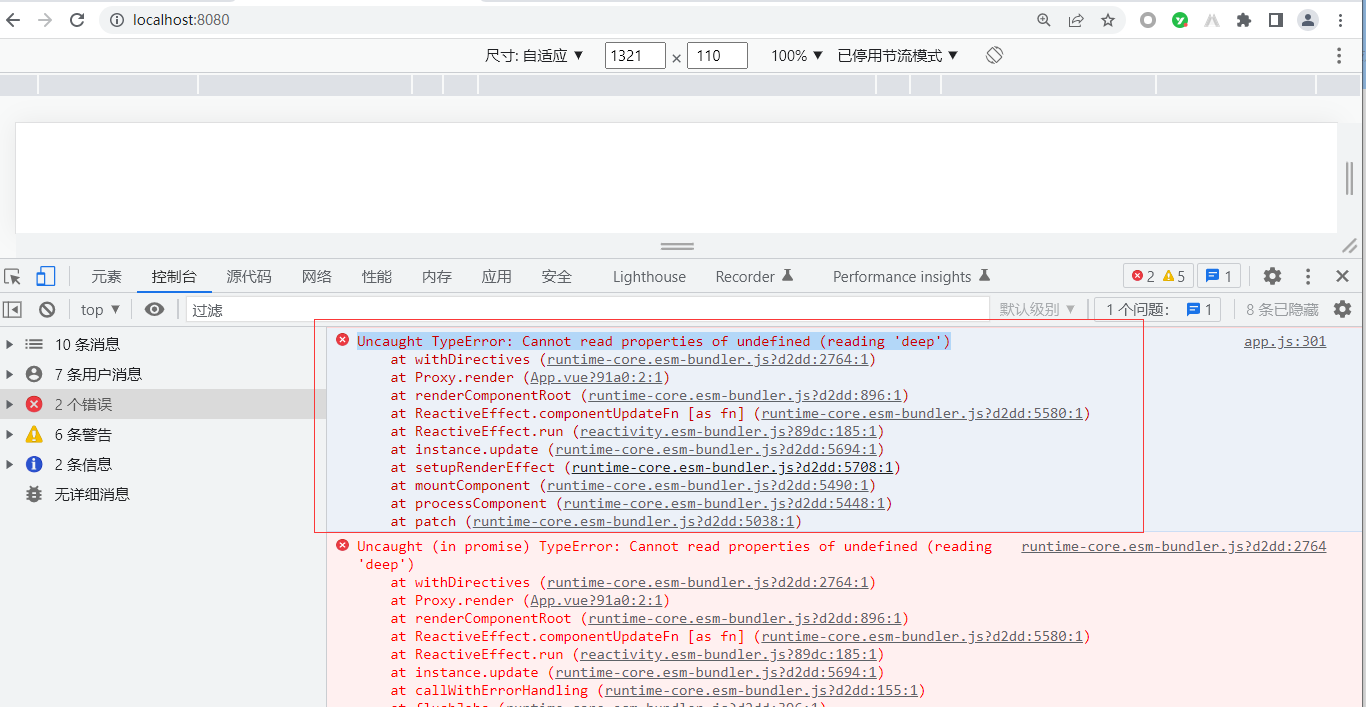 localhost:8080
尺寸: 自适应 ▼ 1321 × 110 100% ▼ 已停用节流模式 ▼
元素 控制台 源代码 网络 性能 内存 应用 安全 Lighthouse Recorder Performance insights 2 5 1
top ▼ 过滤 默认级别 ▼ 1 个问题: 1 8 条已隐藏
10 条消息
7 条用户消息
2 个错误
6 条警告
2 条信息
无详细消息
Uncaught TypeError: Cannot read properties of undefined (reading 'deep') app.js:301
at withDirectives (runtime-core.esm-bundler.js?d2dd:2764:1)
at Proxy.render (App.vue?91a0:2:1)
at renderComponentRoot (runtime-core.esm-bundler.js?d2dd:896:1)
at ReactiveEffect.componentUpdateFn [as fn] (runtime-core.esm-bundler.js?d2dd:5580:1)
at ReactiveEffect.run (reactivity.esm-bundler.js?89dc:185:1)
at instance.update (runtime-core.esm-bundler.js?d2dd:5694:1)
at setupRenderEffect (runtime-core.esm-bundler.js?d2dd:5708:1)
at mountComponent (runtime-core.esm-bundler.js?d2dd:5490:1)
at processComponent (runtime-core.esm-bundler.js?d2dd:5448:1)
at patch (runtime-core.esm-bundler.js?d2dd:5038:1)
Uncaught (in promise) TypeError: Cannot read properties of undefined (reading runtime-core.esm-bundler.js?d2dd:2764
'deep')
at withDirectives (runtime-core.esm-bundler.js?d2dd:2764:1)
at Proxy.render (App.vue?91a0:2:1)
at renderComponentRoot (runtime-core.esm-bundler.js?d2dd:896:1)
at ReactiveEffect.componentUpdateFn [as fn] (runtime-core.esm-bundler.js?d2dd:5580:1)
at ReactiveEffect.run (reactivity.esm-bundler.js?89dc:185:1)
at instance.update (runtime-core.esm-bundler.js?d2dd:5694:1)
at callWithErrorHandling (runtime-core.esm-bundler.js?d2dd:155:1)